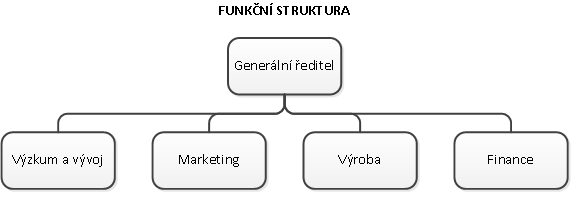 FUNKČNÍ STRUKTURA
Generální ředitel
Výzkum a vývoj
Marketing
Výroba
Finance